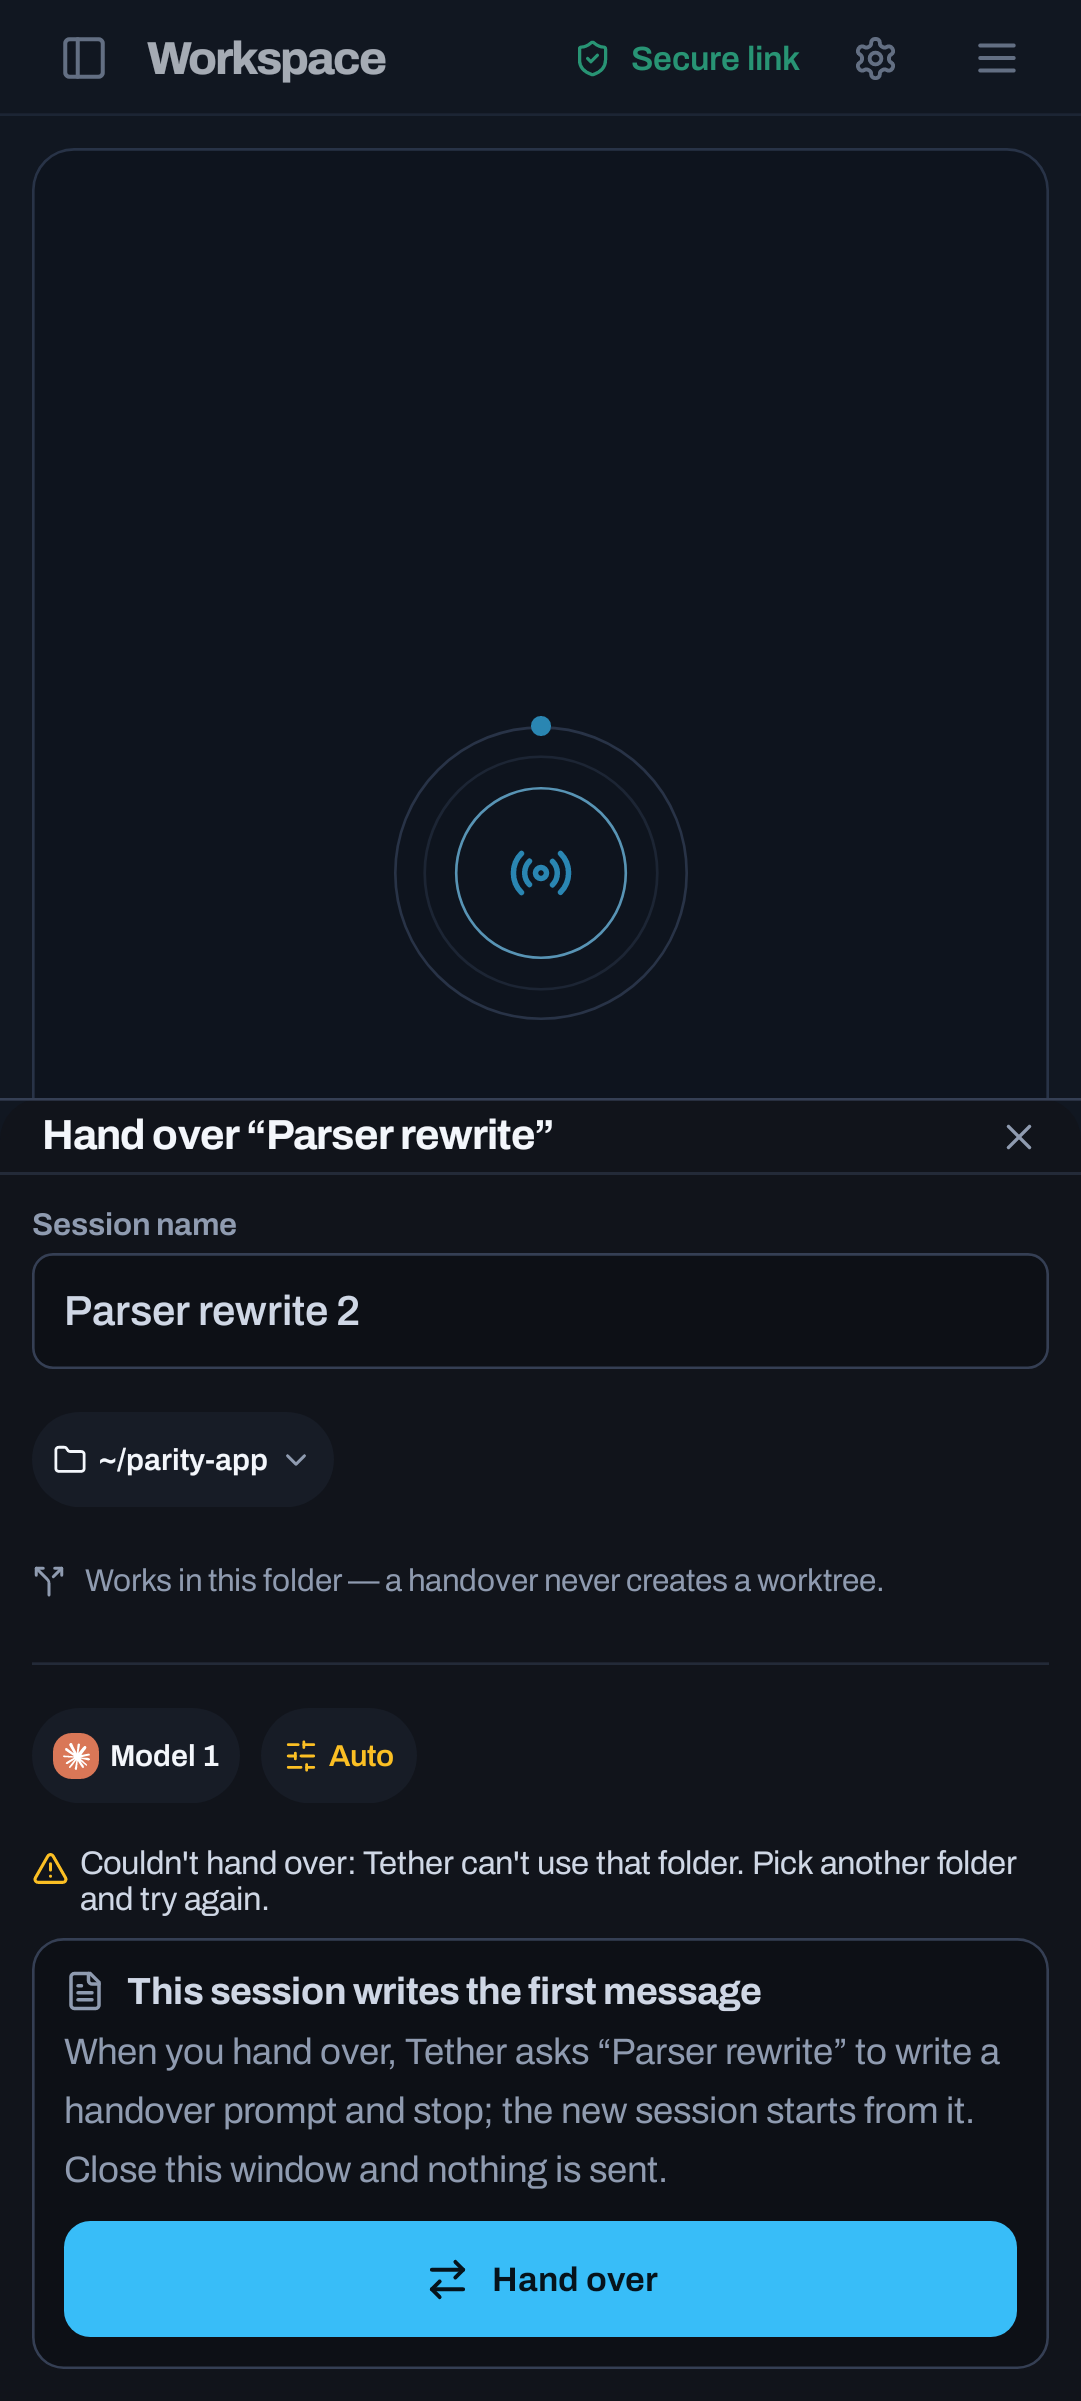 Workspace
Secure link
Hand over “Parser rewrite”
Session name
Parser rewrite 2
~/parity-app
Works in this folder — a handover never creates a worktree.
Model 1
Auto
Couldn't hand over: Tether can't use that folder. Pick another folder
and try again.
This session writes the first message
When you hand over, Tether asks “Parser rewrite” to write a
handover prompt and stop; the new session starts from it.
Close this window and nothing is sent.
Hand over